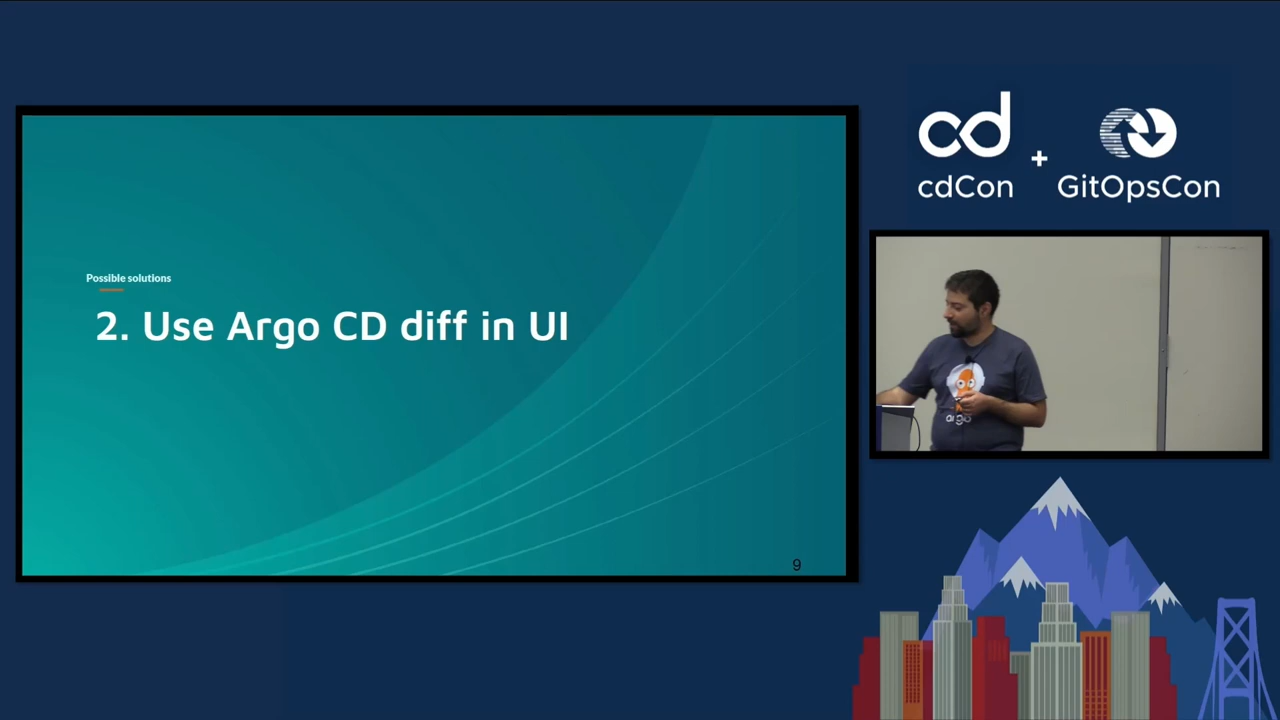 Possible solutions
2. Use Argo CD diff in UI
9
cd
cdCon
+
GitOpsCon
argo